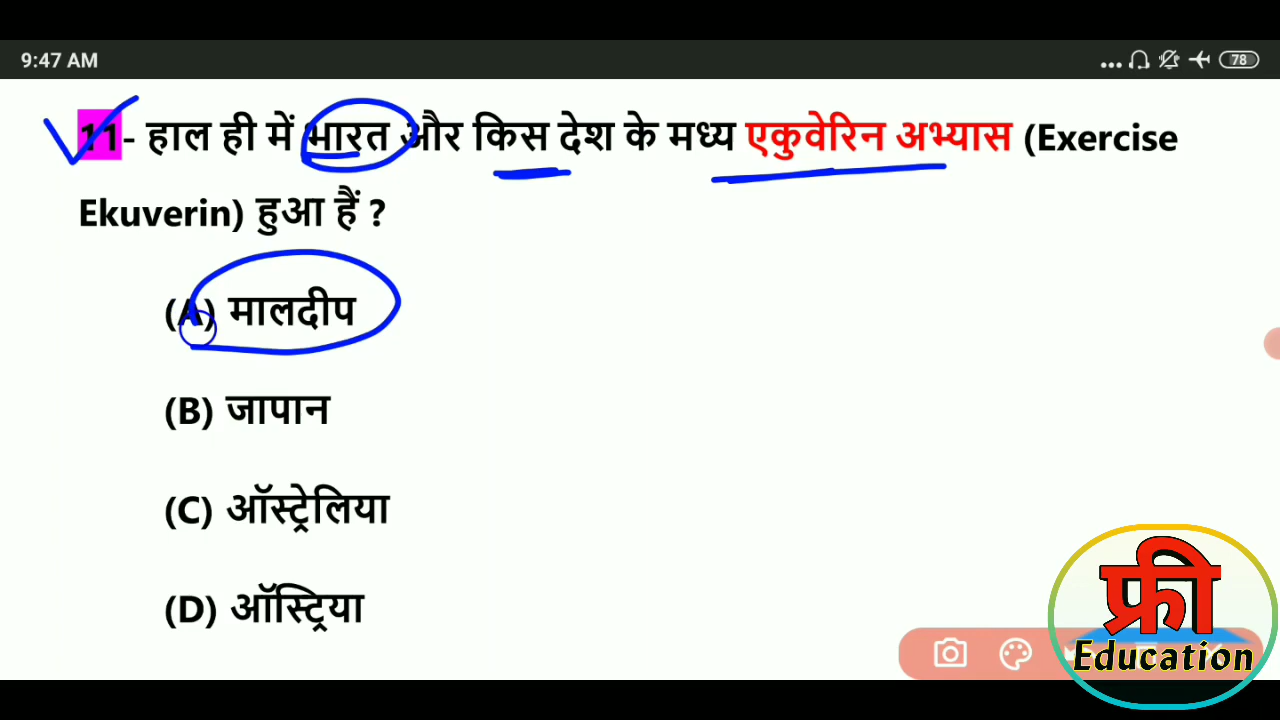 9:47 AM
78
11- हाल ही में भारत और किस देश के मध्य एकुवेरिन अभ्यास (Exercise
Ekuverin) हुआ हैं ?
(A) मालदीप
(B) जापान
(C) ऑस्ट्रेलिया
(D) ऑस्ट्रिया
फ्री
Education